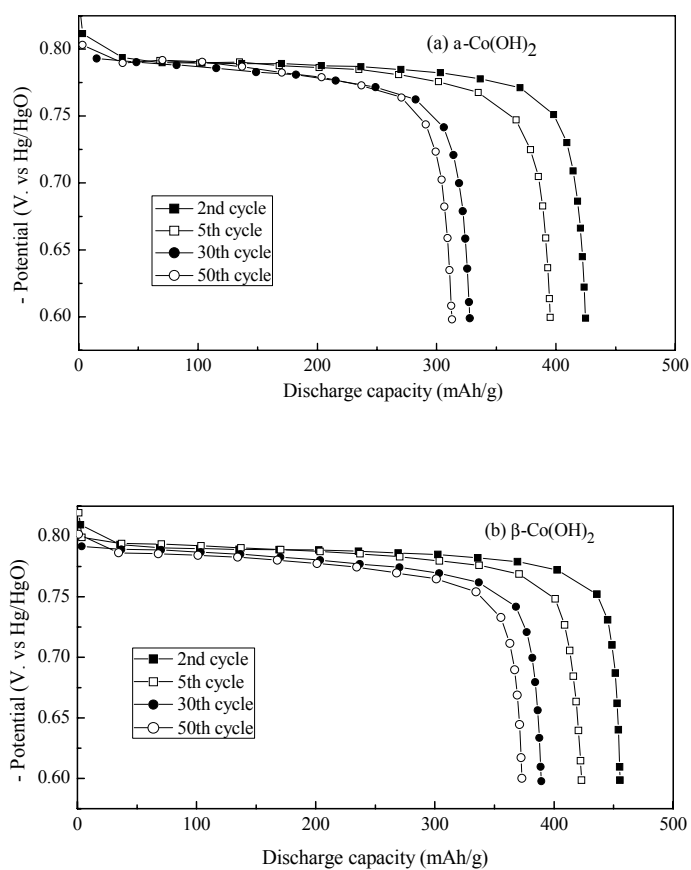 (a) a-Co(OH)2
0.80
0.75
0.70
0.65
0.60
- Potential (V. vs Hg/HgO)
2nd cycle
5th cycle
30th cycle
50th cycle
0 100 200 300 400 500
Discharge capacity (mAh/g)
(b) β-Co(OH)2
0.80
0.75
0.70
0.65
0.60
- Potential (V. vs Hg/HgO)
2nd cycle
5th cycle
30th cycle
50th cycle
0 100 200 300 400 500
Discharge capacity (mAh/g)